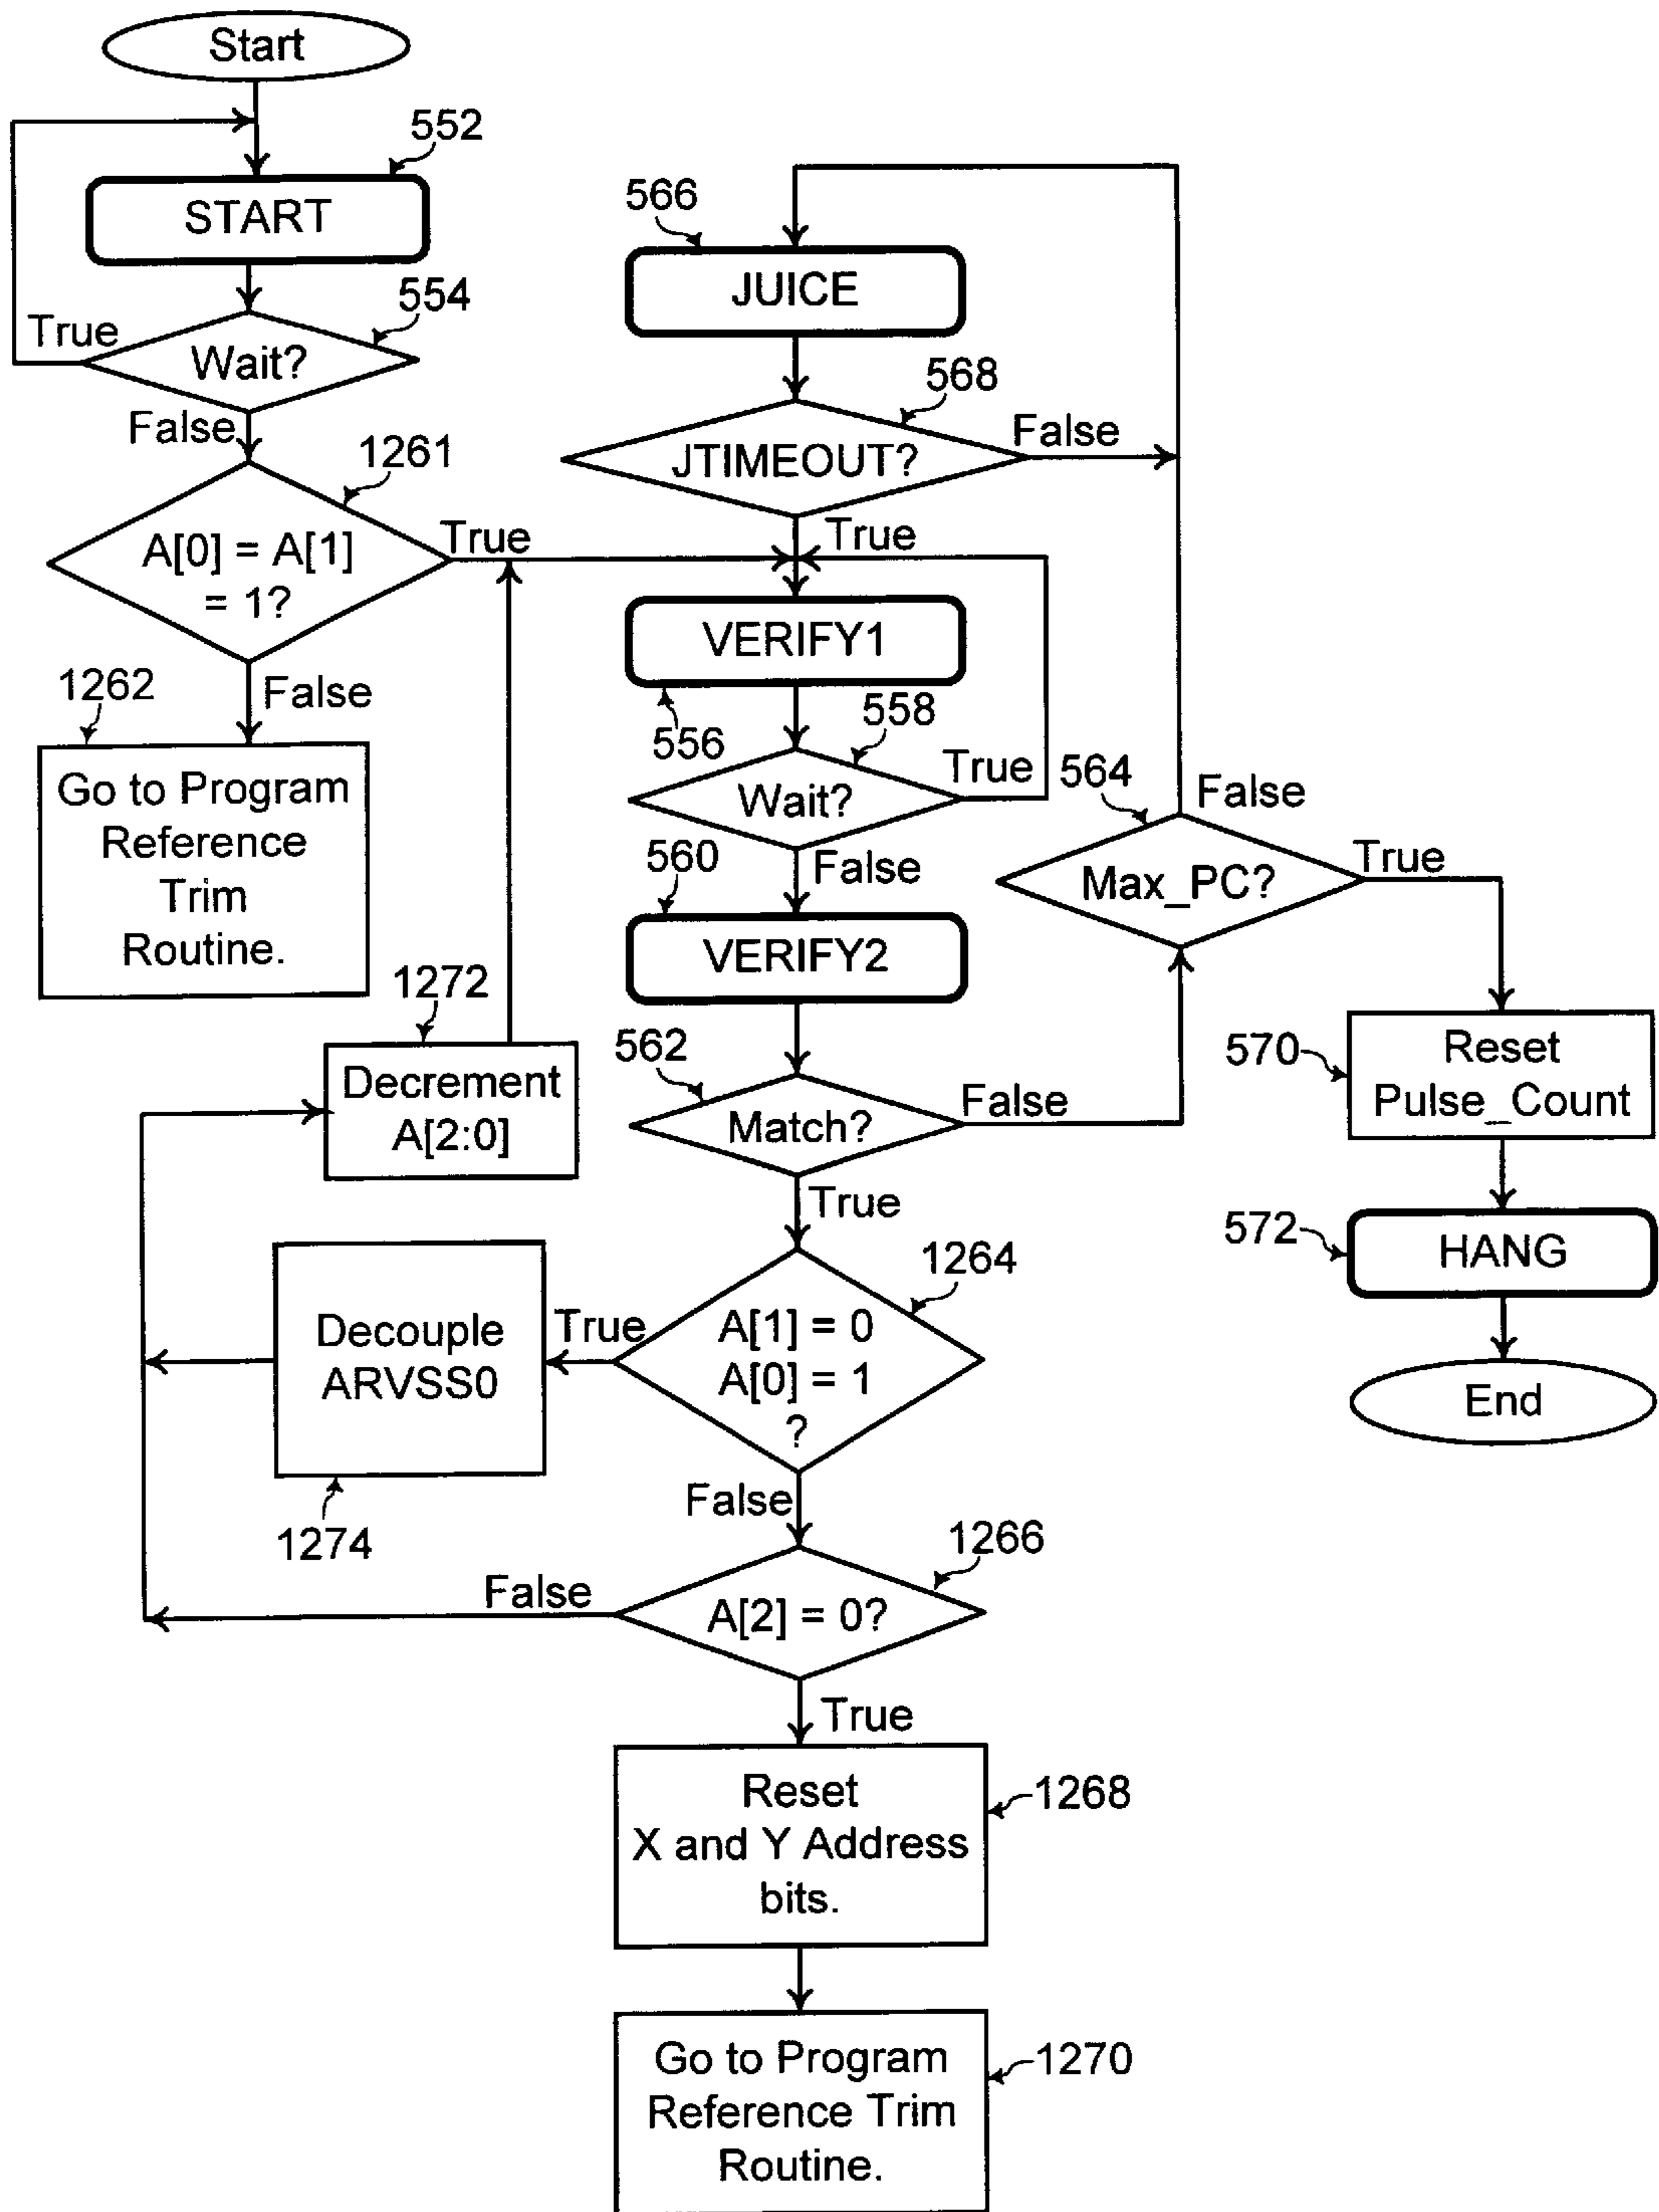 Start
552
START
554
True
Wait?
False
1261
A[0] = A[1]
= 1?
True
False
1262
Go to Program
Reference
Trim
Routine.
566
JUICE
568
JTIMEOUT?
False
True
True
VERIFY1
556
558
Wait?
True
False
560
VERIFY2
562
Match?
False
True
564
Max_PC?
False
True
570
Reset
Pulse_Count
572
HANG
End
1272
Decrement
A[2:0]
1264
A[1] = 0
A[0] = 1
?
True
Decouple
ARVSS0
1274
False
1266
A[2] = 0?
False
True
Reset
X and Y Address
bits.
1268
Go to Program
Reference Trim
Routine.
1270